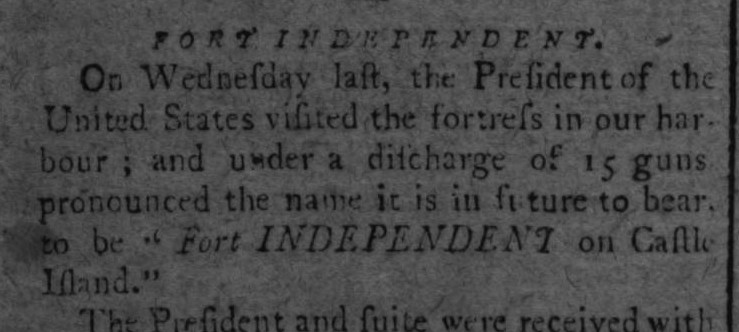 FORT INDEPENDENT.
On Wedneſday laſt, the Preſident of the
United States viſited the fortreſs in our har-
bour ; and under a diſcharge of 15 guns
pronounced the name it is in future to bear,
to be " Fort INDEPENDENT on Caſtle
Iſland."
The Preſident and ſuite were received with